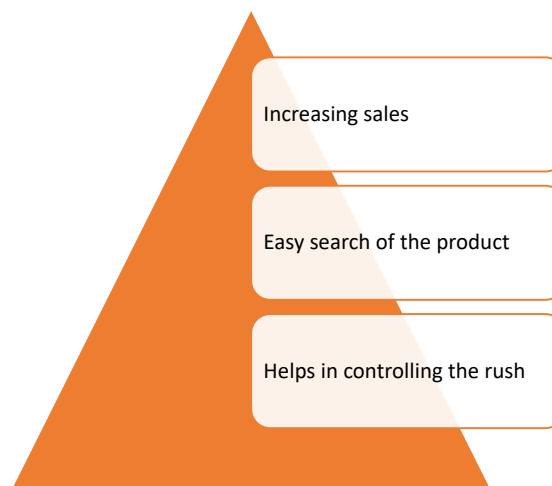 Increasing sales
Easy search of the product
Helps in controlling the rush